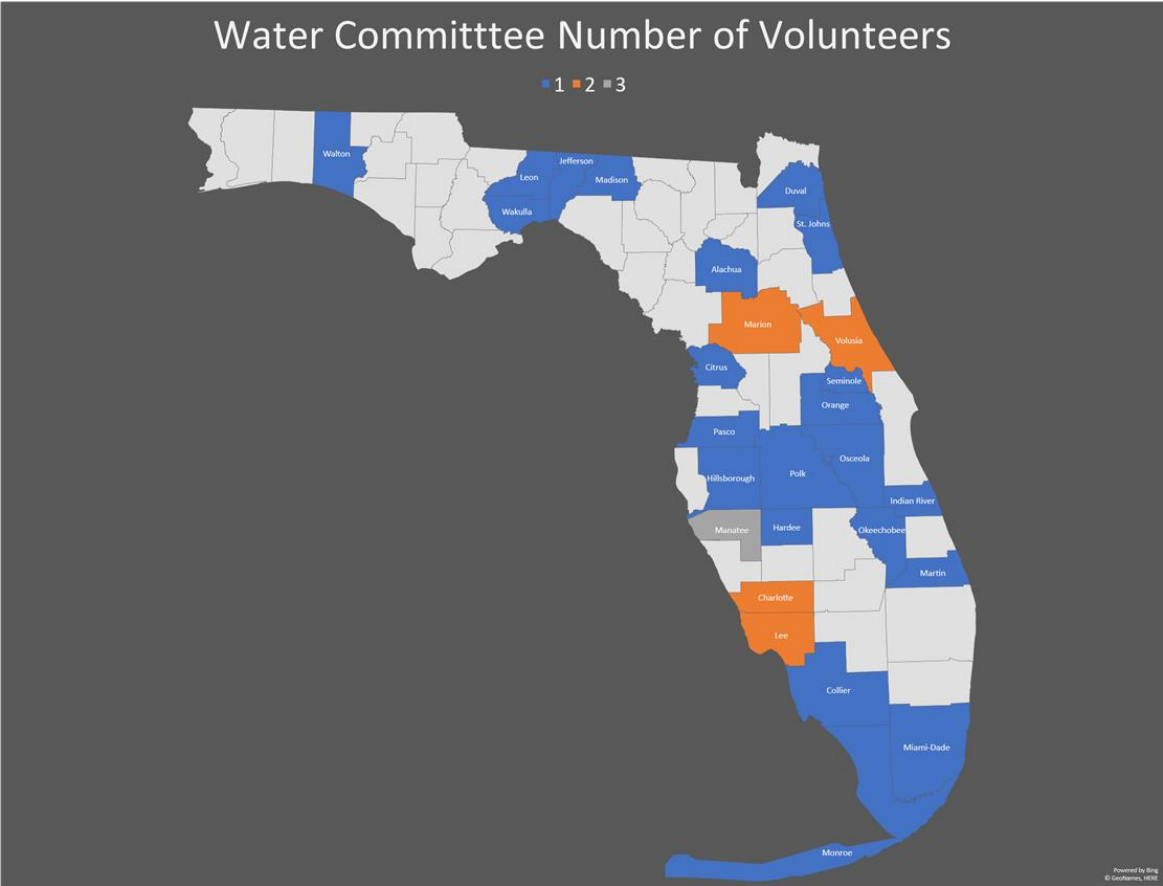 Water Committtee Number of Volunteers
1 2 3
Walton
Jefferson
Leon
Madison
Wakulla
Duval
St. Johns
Alachua
Marion
Volusia
Citrus
Seminole
Orange
Pasco
Osceola
Polk
Hillsborough
Indian River
Manatee
Hardee
Okeechobee
Martin
Charlotte
Lee
Collier
Miami-Dade
Monroe
Powered by Bing
© GeoNames, HERE